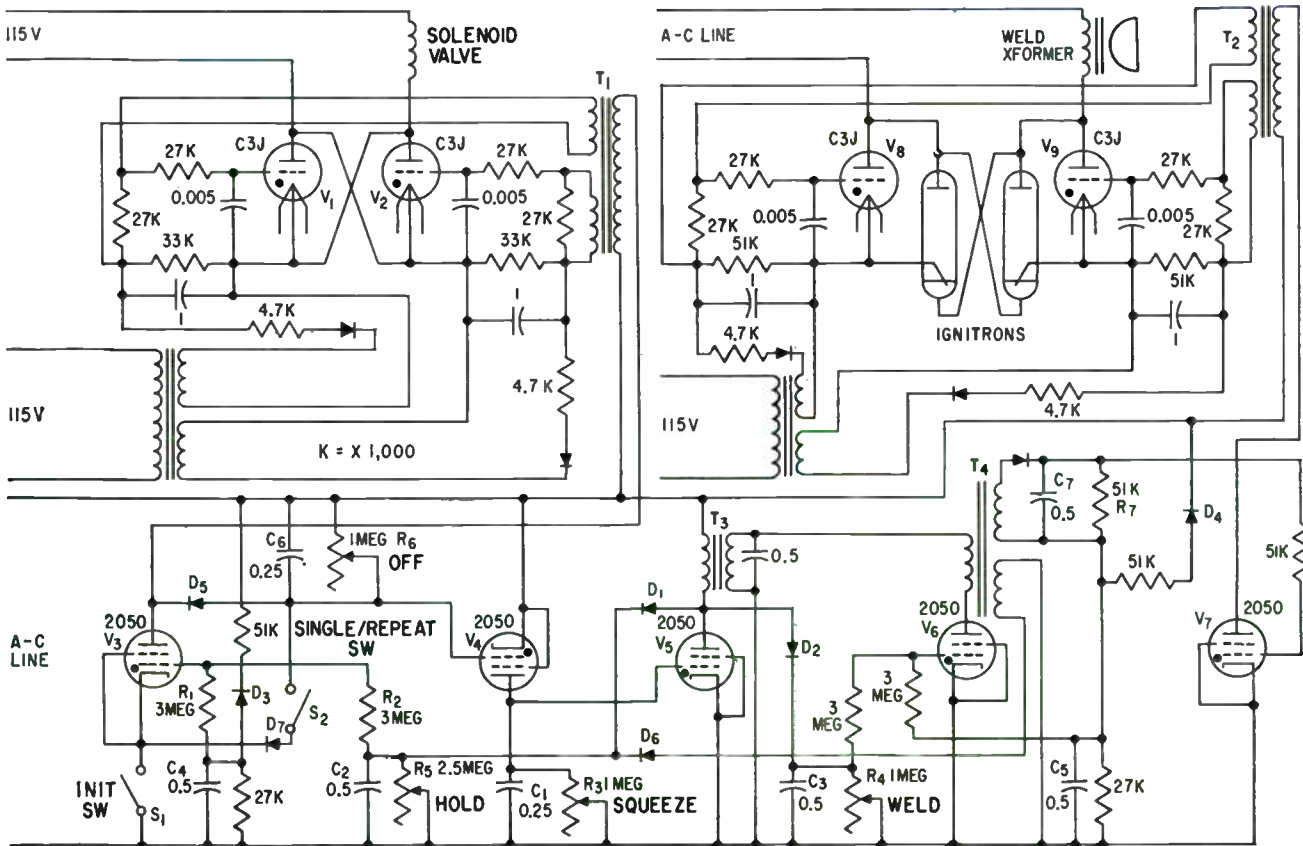 115V
SOLENOID
VALVE
A-C LINE
WELD
XFORMER
T2
T1
C3J
C3J
C3J
V8
V9
C3J
27K
27K
27K
27K
0.005
V1
V2
0.005
0.005
0.005
27K
27K
27K
27K
33K
33K
51K
51K
1
1
1
1
4.7K
4.7K
IGNITRONS
4.7K
4.7K
115V
115V
K = X 1,000
T4
C7
0.5
51K
R7
D4
T3
C6
0.25
1MEG R6
OFF
0.5
51K
51K
D5
D1
2050
V3
51K
SINGLE/REPEAT
SW
2050
V4
2050
V5
D2
2050
V6
2050
V7
A-C
LINE
R1
3MEG
D3
S2
R2
3MEG
3
MEG
3
MEG
D7
D6
INIT
SW
S1
C4
0.5
27K
C2
0.5
R5 2.5MEG
HOLD
C1
0.25
R3 1MEG
SQUEEZE
C3
0.5
R4 1MEG
WELD
C5
0.5
27K